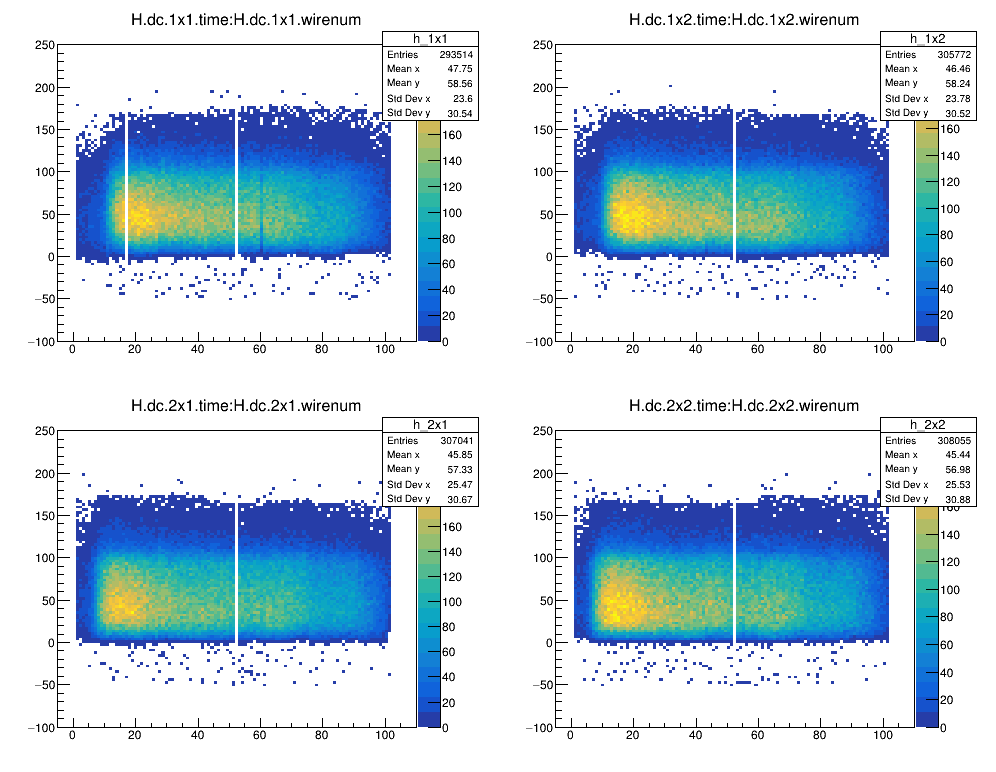 H.dc.1x1.time:H.dc.1x1.wirenum
h_1x1
Entries 293514
Mean x 47.75
Mean y 58.56
Std Dev x 23.6
Std Dev y 30.54
250
200
150
100
50
0
−50
−100
0 20 40 60 80 100
160
140
120
100
80
60
40
20
0
H.dc.1x2.time:H.dc.1x2.wirenum
h_1x2
Entries 305772
Mean x 46.46
Mean y 58.24
Std Dev x 23.78
Std Dev y 30.52
250
200
150
100
50
0
−50
−100
0 20 40 60 80 100
160
140
120
100
80
60
40
20
0
H.dc.2x1.time:H.dc.2x1.wirenum
h_2x1
Entries 307041
Mean x 45.85
Mean y 57.33
Std Dev x 25.47
Std Dev y 30.67
250
200
150
100
50
0
−50
−100
0 20 40 60 80 100
160
140
120
100
80
60
40
20
0
H.dc.2x2.time:H.dc.2x2.wirenum
h_2x2
Entries 308055
Mean x 45.44
Mean y 56.98
Std Dev x 25.53
Std Dev y 30.88
250
200
150
100
50
0
−50
−100
0 20 40 60 80 100
160
140
120
100
80
60
40
20
0